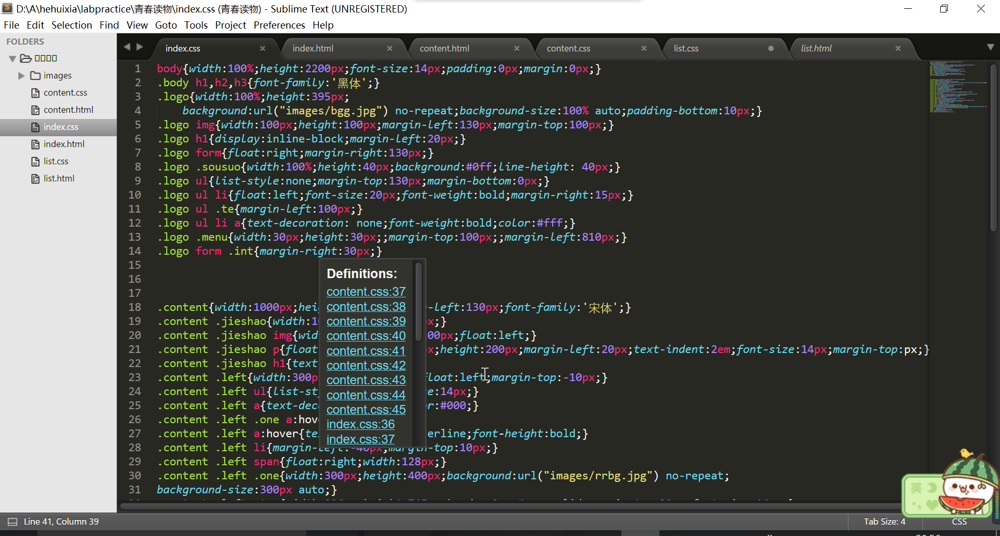 D:\A\hehuixia\labpractice\青春读物\index.css (青春读物) - Sublime Text (UNREGISTERED)
File Edit Selection Find View Goto Tools Project Preferences Help
FOLDERS
images
content.css
content.html
index.css
index.html
list.css
list.html
index.css index.html content.html content.css list.css list.html
1 body{width:100%;height:2200px;font-size:14px;padding:0px;margin:0px;}
2 .body h1,h2,h3{font-family:'黑体';}
3 .logo{width:100%;height:395px;
4 background:url("images/bgg.jpg") no-repeat;background-size:100% auto;padding-bottom:10px;}
5 .logo img{width:100px;height:100px;margin-left:130px;margin-top:100px;}
6 .logo h1{display:inline-block;margin-left:20px;}
7 .logo form{float:right;margin-right:130px;}
8 .logo .sousuo{width:100%;height:40px;background:#0ff;line-height: 40px;}
9 .logo ul{list-style:none;margin-top:130px;margin-bottom:0px;}
10 .logo ul li{float:left;font-size:20px;font-weight:bold;margin-right:15px;}
11 .logo ul .te{margin-left:100px;}
12 .logo ul li a{text-decoration: none;font-weight:bold;color:#fff;}
13 .logo .menu{width:30px;height:30px;;margin-top:100px;;margin-left:810px;}
14 .logo form .int{margin-right:30px;}
15
16
17
18 .content{width:1000px;hei -left:130px;font-family:'宋体';}
19 .content .jieshao{width:1 x;}
20 .content .jieshao img{wid 00px;float:left;}
21 .content .jieshao p{float x;height:200px;margin-left:20px;text-indent:2em;font-size:14px;margin-top:px;}
22 .content .jieshao h1{text
23 .content .left{width:300p float:left;margin-top:-10px;}
24 .content .left ul{list-st e:14px;}
25 .content .left a{text-dec r:#000;}
26 .content .left .one a:hov
27 .content .left a:hover{te erline;font-height:bold;}
28 .content .left li{margin-left:-40px;margin-top:10px;}
29 .content .left span{float:right;width:128px;}
30 .content .left .one{width:300px;height:400px;background:url("images/rrbg.jpg") no-repeat;
31 background-size:300px auto;}
Definitions:
content.css:37
content.css:38
content.css:39
content.css:40
content.css:41
content.css:42
content.css:43
content.css:44
content.css:45
index.css:36
index.css:37
英
Line 41, Column 39
Tab Size: 4
CSS